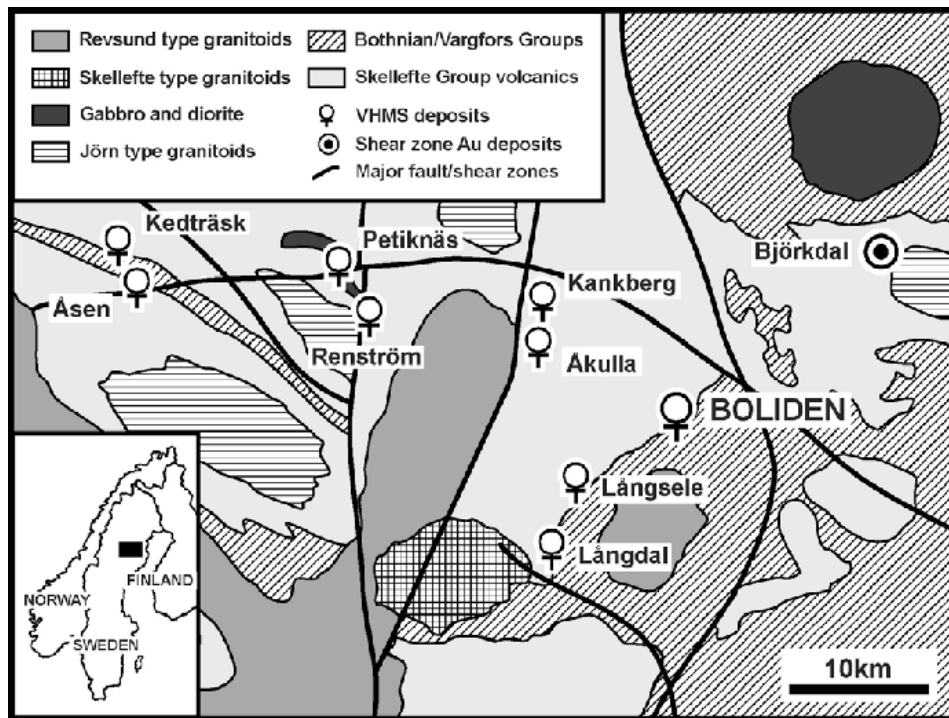 Revsund type granitoids
Skellefte type granitoids
Gabbro and diorite
Jörn type granitoids
Bothnian/Vargfors Groups
Skellefte Group volcanics
VHMS deposits
Shear zone Au deposits
Major fault/shear zones
Kedträsk
Petiknäs
Björkdal
Åsen
Kankberg
Renström
Åkulla
BOLIDEN
Långsele
Långdal
NORWAY
FINLAND
SWEDEN
10km